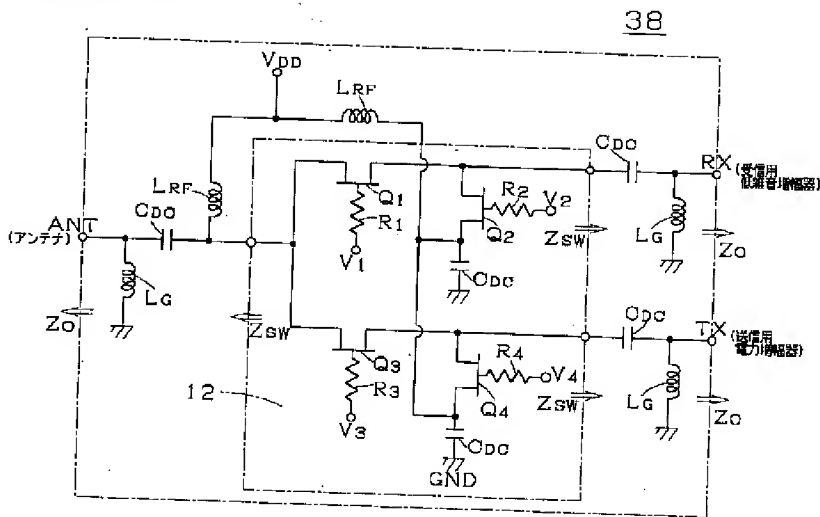 38
VDD
LRF
LRF
CDC
RX
(受信用
低雑音増幅器)
Q1
R1
V1
R2
V2
Q2
ZSW
LG
ZO
CDC
ANT
(アンテナ)
CDC
LG
ZO
ZSW
CDC
TX
(送信用
電力増幅器)
Q3
R3
V3
R4
V4
Q4
ZSW
LG
ZO
12
CDC
GND